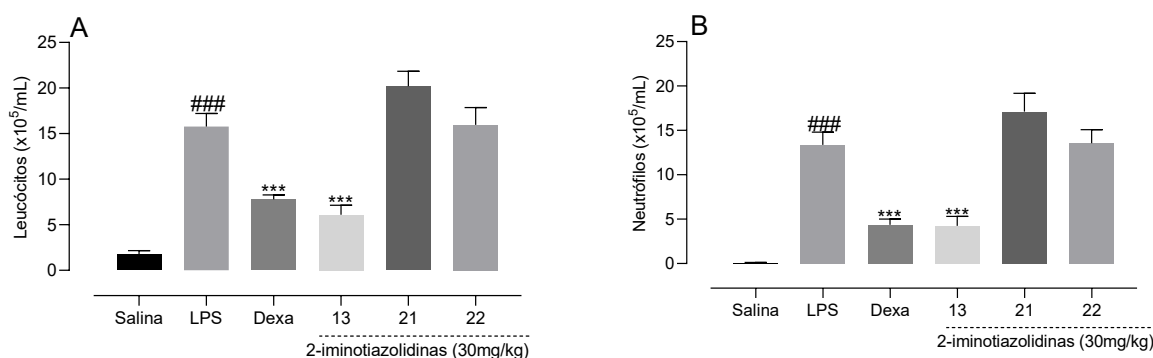 A
Leucócitos (x10⁵/mL)
25
20
15
10
5
0
###
***
***
Salina LPS Dexa 13 21 22
2-iminotiazolidinas (30mg/kg)
B
Neutrófilos (x10⁵/mL)
25
20
15
10
5
0
###
***
***
Salina LPS Dexa 13 21 22
2-iminotiazolidinas (30mg/kg)